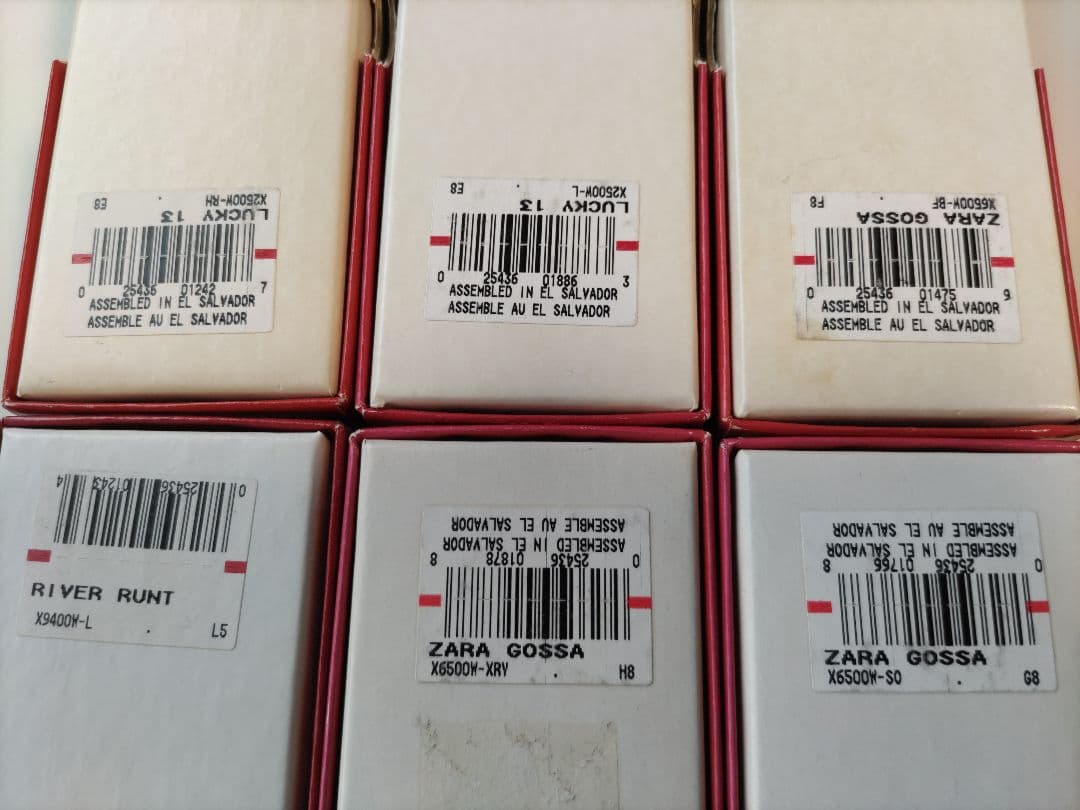 E8
X2500W-RH
LUCKY 13
0 25436 01242 7
ASSEMBLED IN EL SALVADOR
ASSEMBLE AU EL SALVADOR
E8
X2500W-L
LUCKY 13
0 25436 01886 3
ASSEMBLED IN EL SALVADOR
ASSEMBLE AU EL SALVADOR
F8
X6500W-BF
ZARA GOSSA
0 25436 01475 9
ASSEMBLED IN EL SALVADOR
ASSEMBLE AU EL SALVADOR
0 25436 01243 4
RIVER RUNT
X9400W-L L5
ASSEMBLE AU EL SALVADOR
ASSEMBLED IN EL SALVADOR
0 25436 01878 8
ZARA GOSSA
X6500W-XRV H8
ASSEMBLE AU EL SALVADOR
ASSEMBLED IN EL SALVADOR
0 25436 01766 8
ZARA GOSSA
X6500W-SO G8